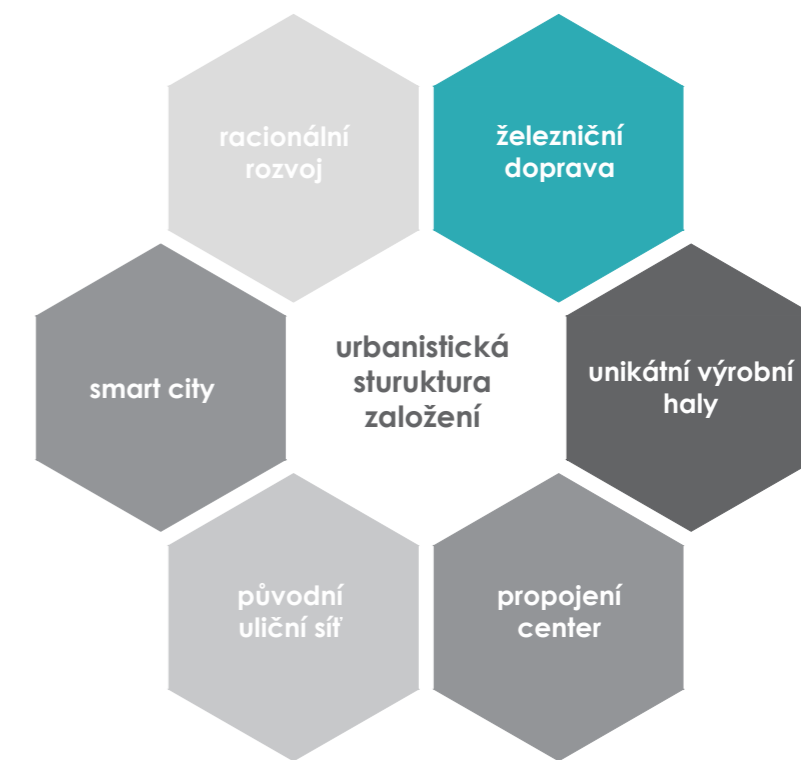 racionální
rozvoj
železniční
doprava
smart city
urbanistická
sturuktura
založení
unikátní výrobní
haly
původní
uliční síť
propojení
center